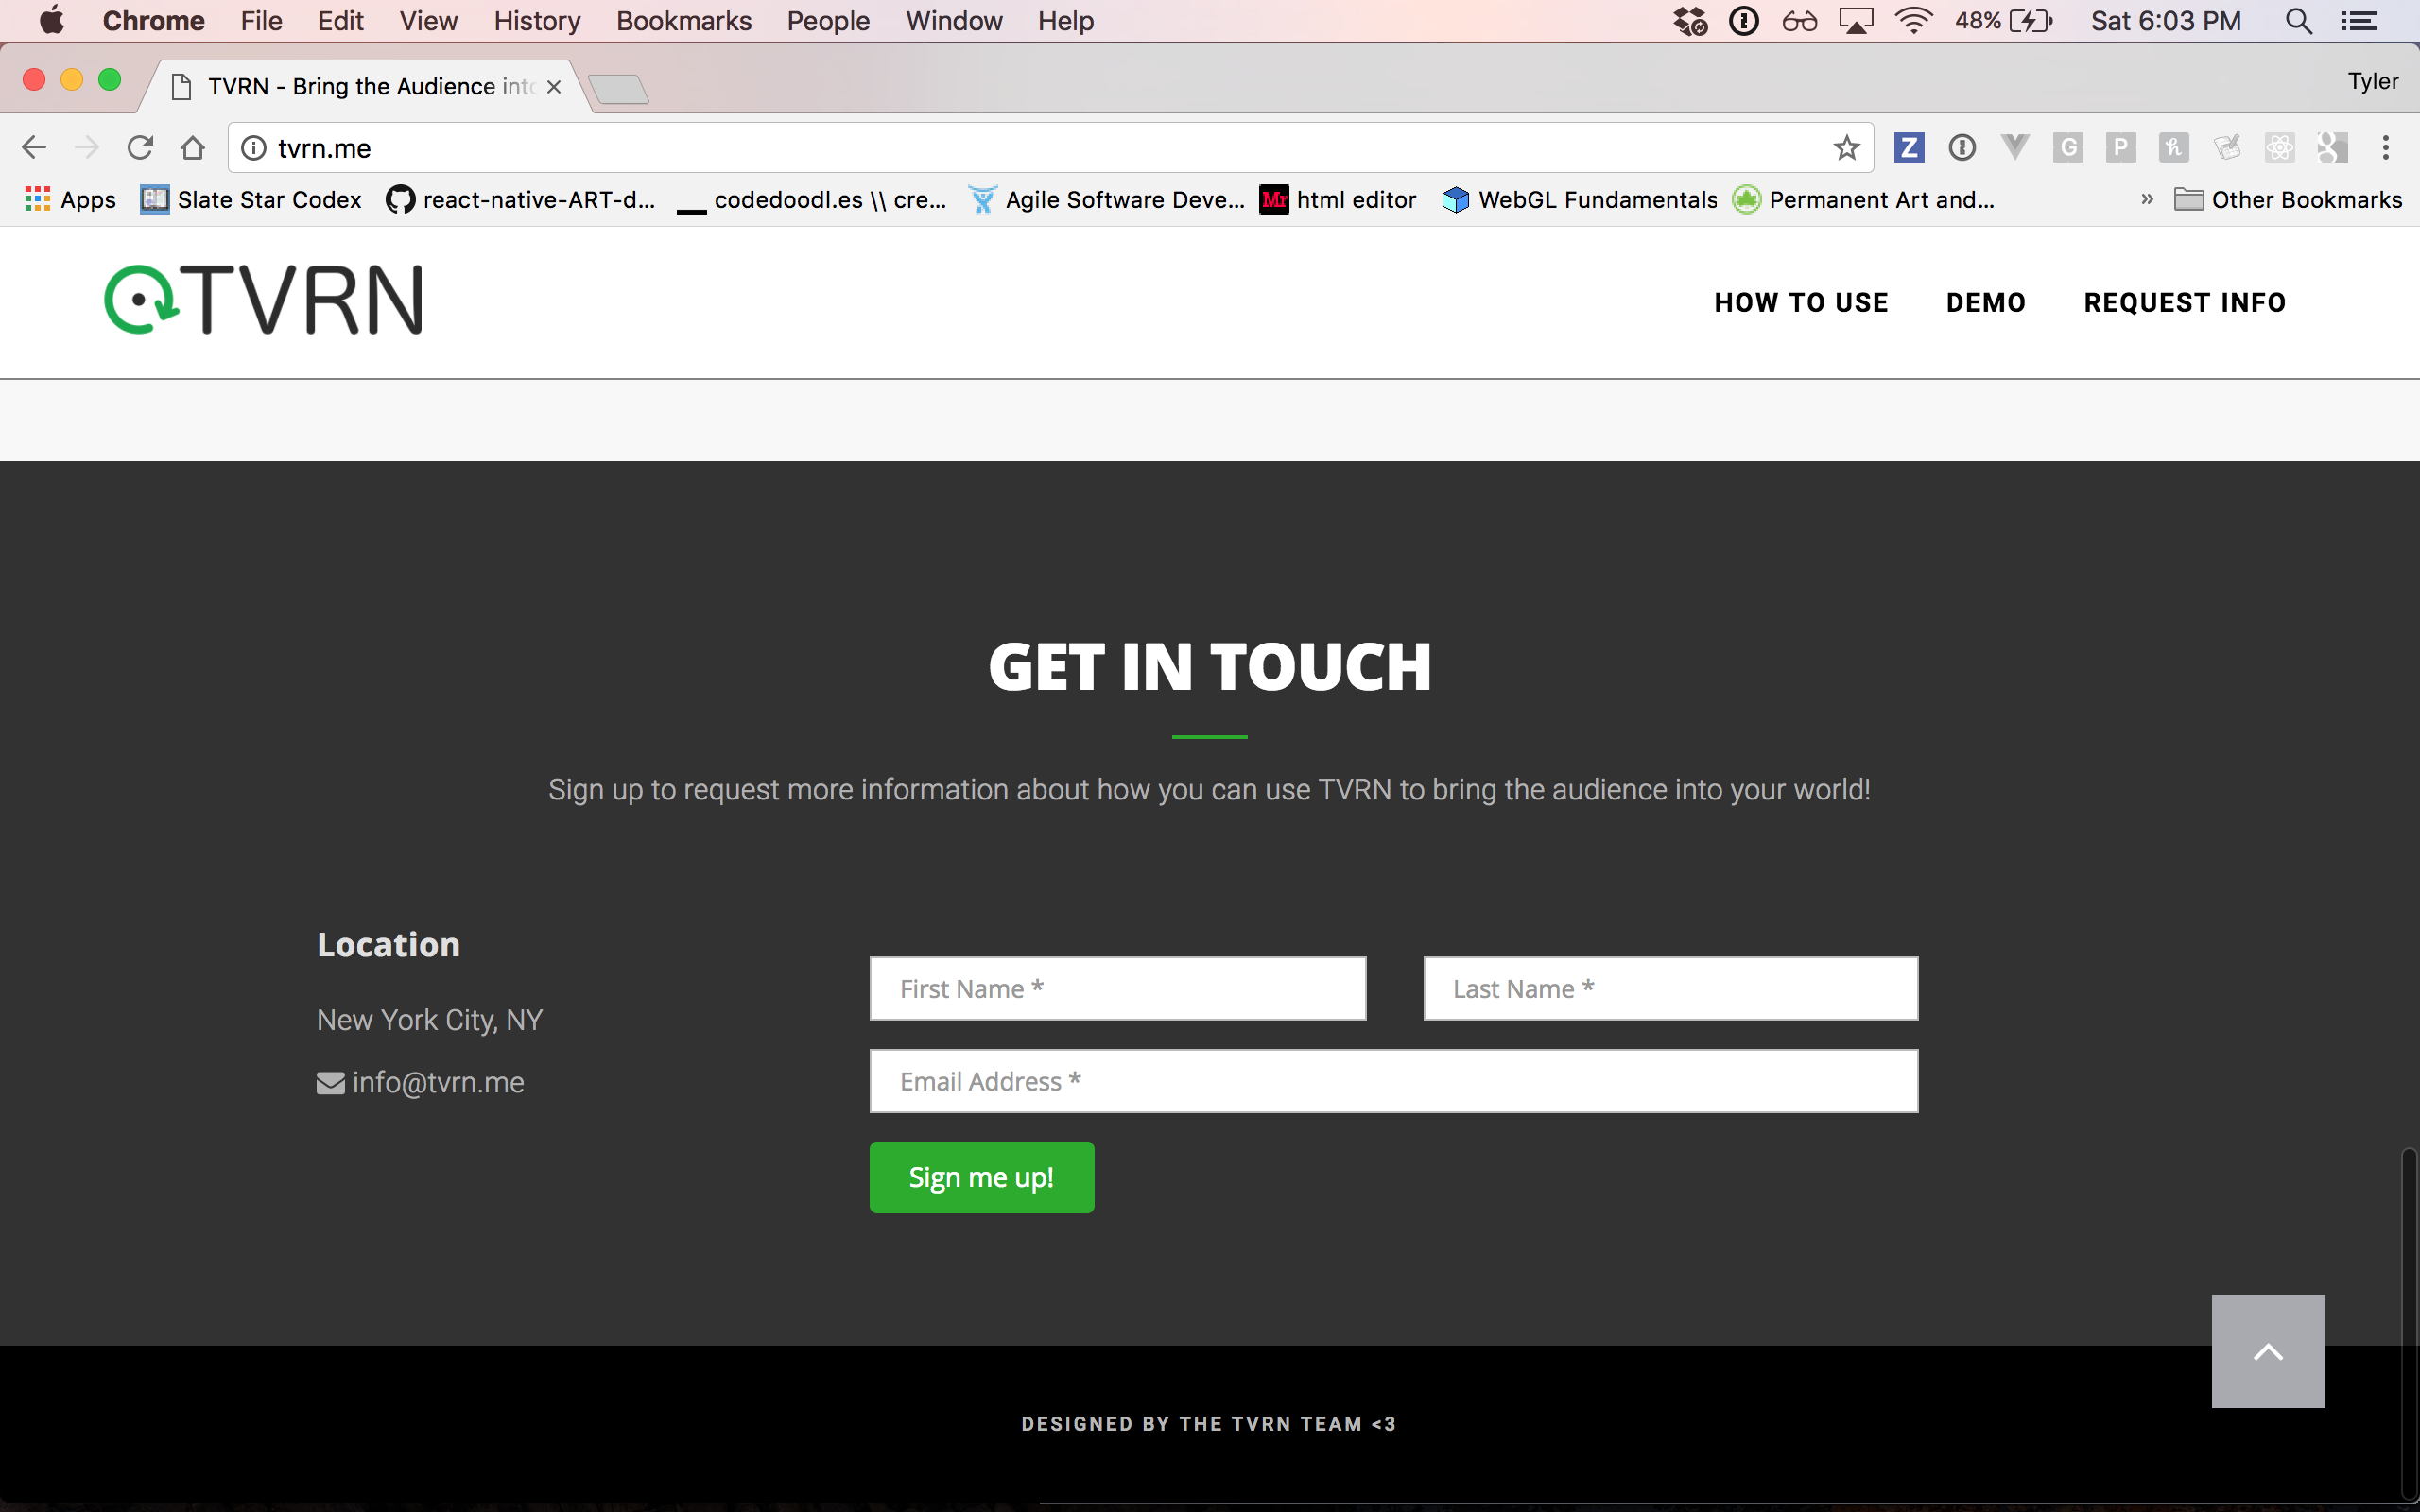 Chrome File Edit View History Bookmarks People Window Help 48% Sat 6:03 PM
TVRN - Bring the Audience into Tyler
tvrn.me
Apps Slate Star Codex react-native-ART-d... codedoodl.es \\ cre... Agile Software Deve... html editor WebGL Fundamentals Permanent Art and... » Other Bookmarks
TVRN HOW TO USE DEMO REQUEST INFO
GET IN TOUCH
Sign up to request more information about how you can use TVRN to bring the audience into your world!
Location
New York City, NY
info@tvrn.me
First Name * Last Name *
Email Address *
Sign me up!
DESIGNED BY THE TVRN TEAM <3